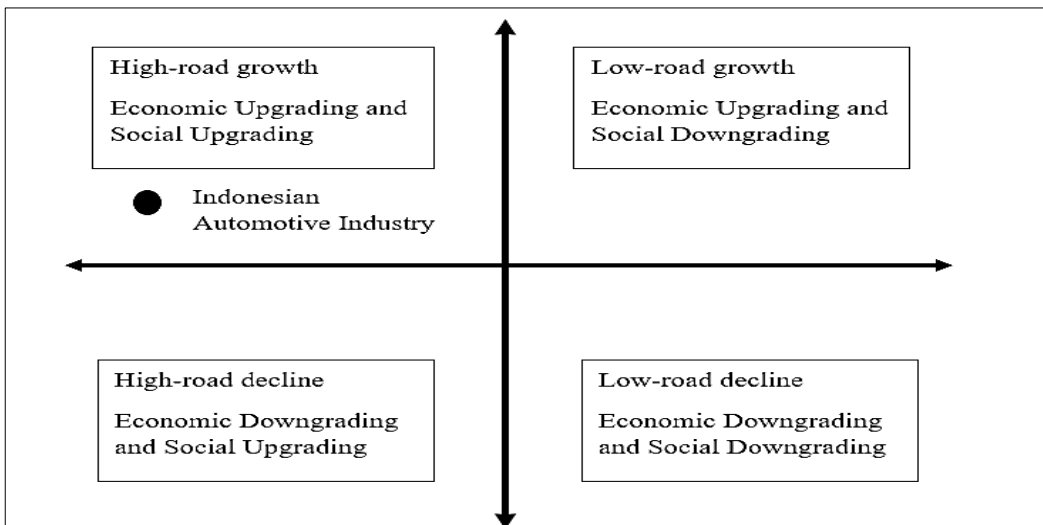 High-road growth
Economic Upgrading and
Social Upgrading
Low-road growth
Economic Upgrading and
Social Downgrading
Indonesian
Automotive Industry
High-road decline
Economic Downgrading
and Social Upgrading
Low-road decline
Economic Downgrading
and Social Downgrading